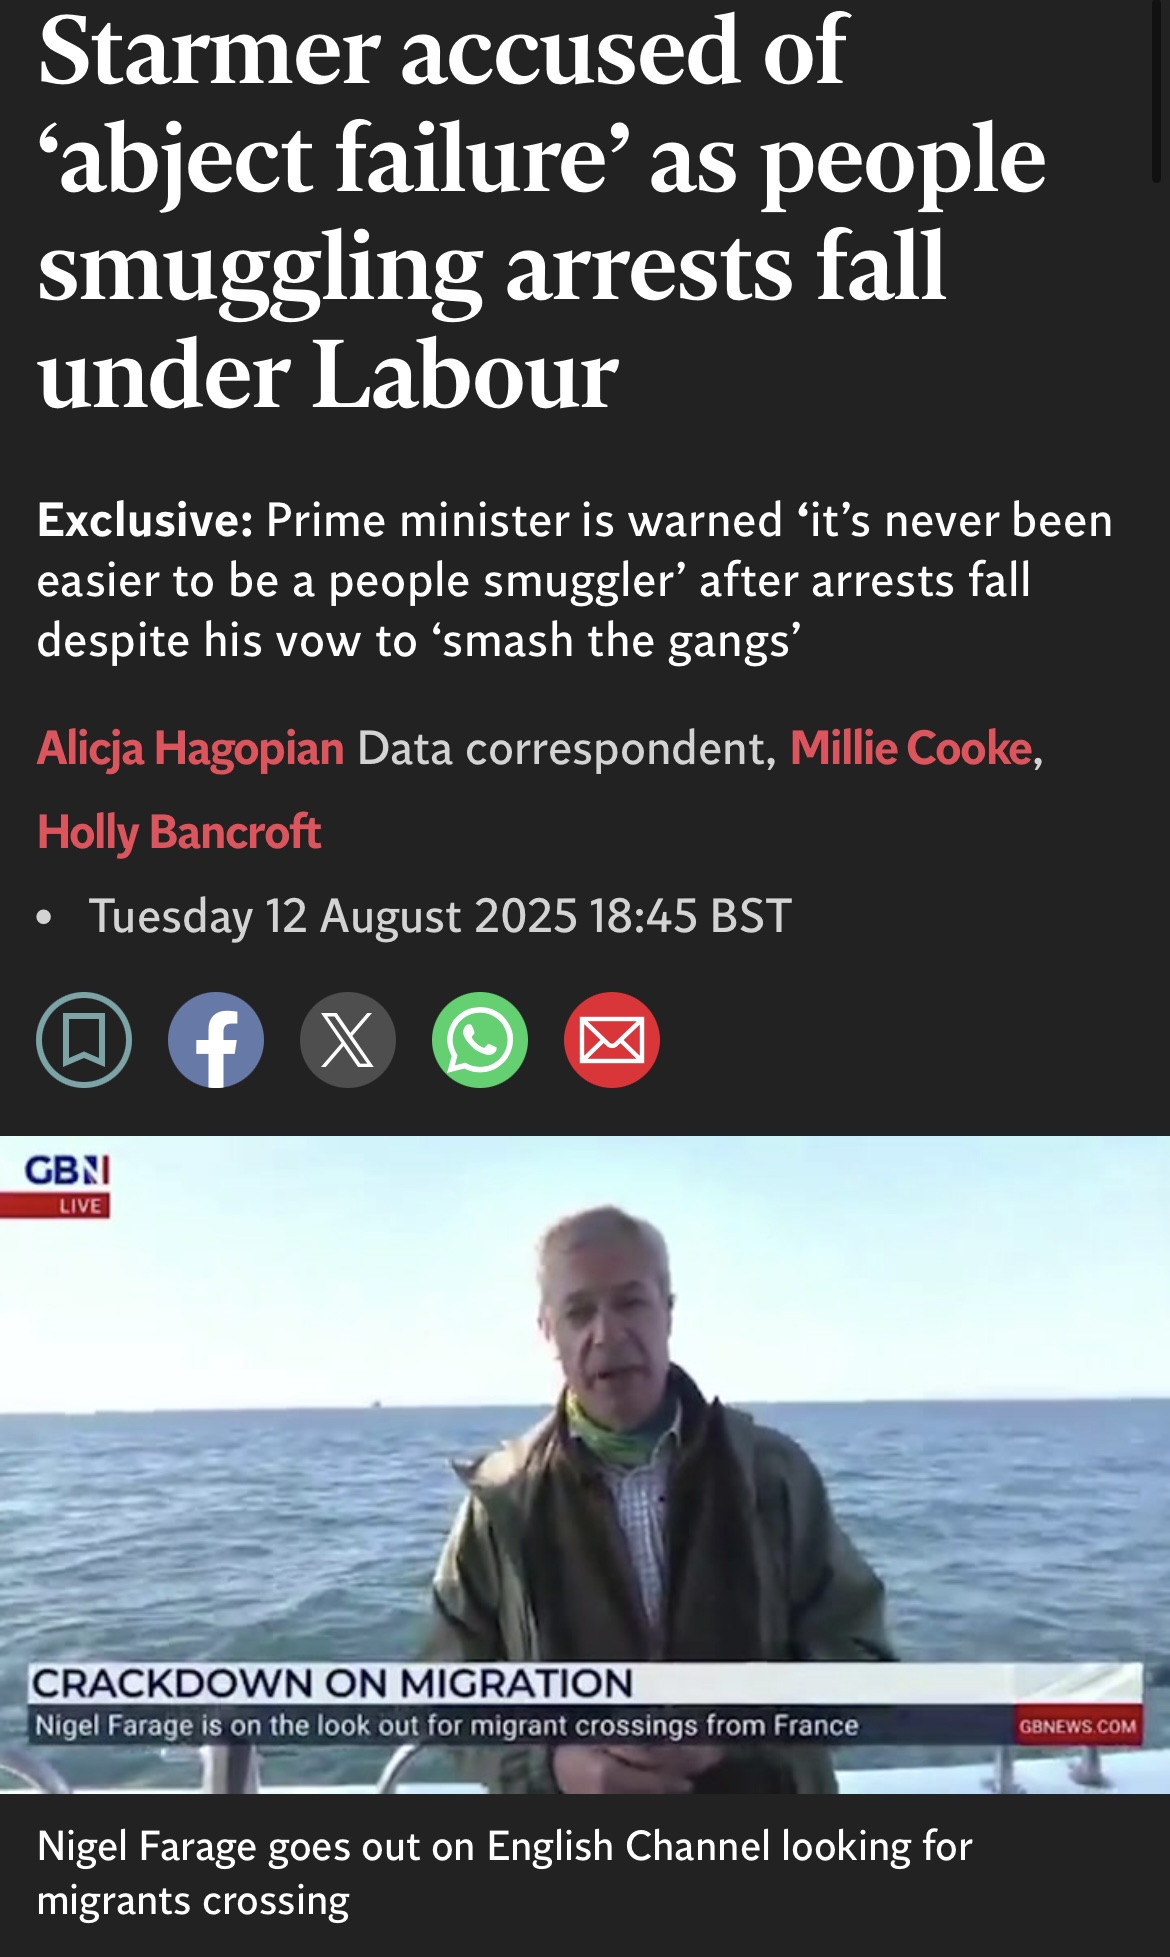 Starmer accused of
‘abject failure’ as people
smuggling arrests fall
under Labour
Exclusive: Prime minister is warned ‘it’s never been
easier to be a people smuggler’ after arrests fall
despite his vow to ‘smash the gangs’
Alicja Hagopian Data correspondent, Millie Cooke,
Holly Bancroft
• Tuesday 12 August 2025 18:45 BST
GBN
LIVE
CRACKDOWN ON MIGRATION
Nigel Farage is on the look out for migrant crossings from France
GBNEWS.COM
Nigel Farage goes out on English Channel looking for
migrants crossing